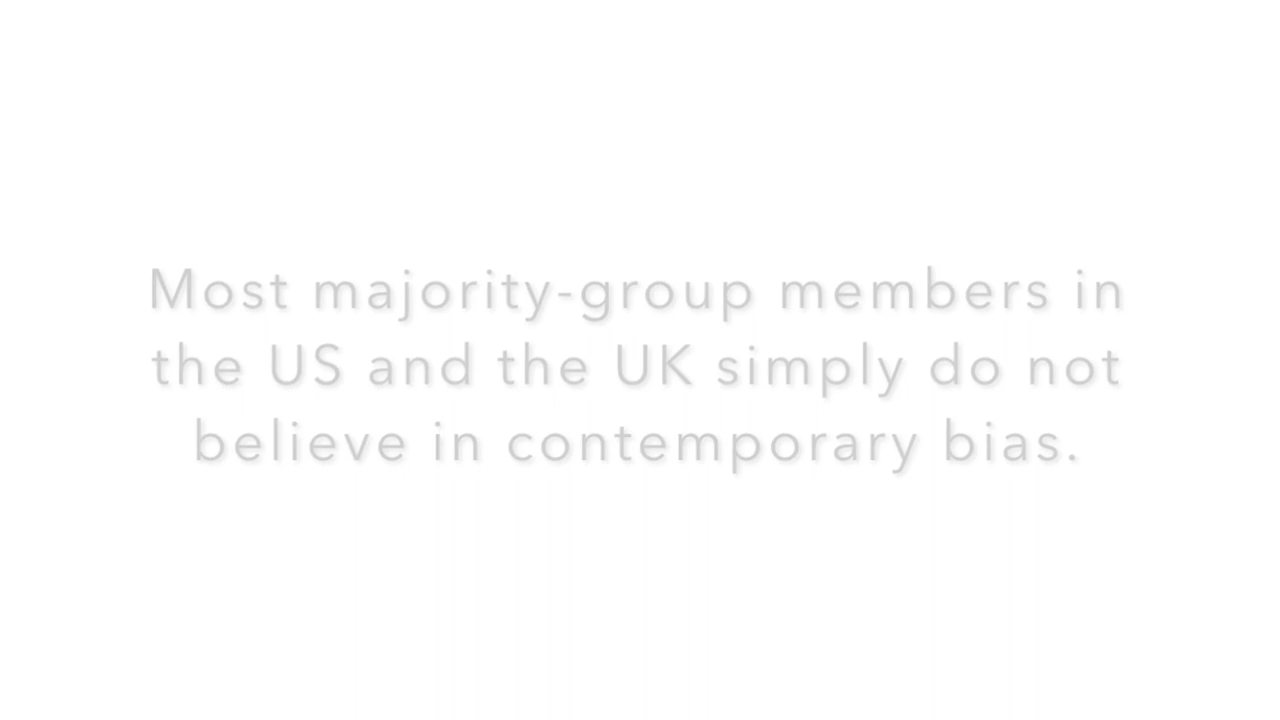 Most majority-group members in
the US and the UK simply do not
believe in contemporary bias.